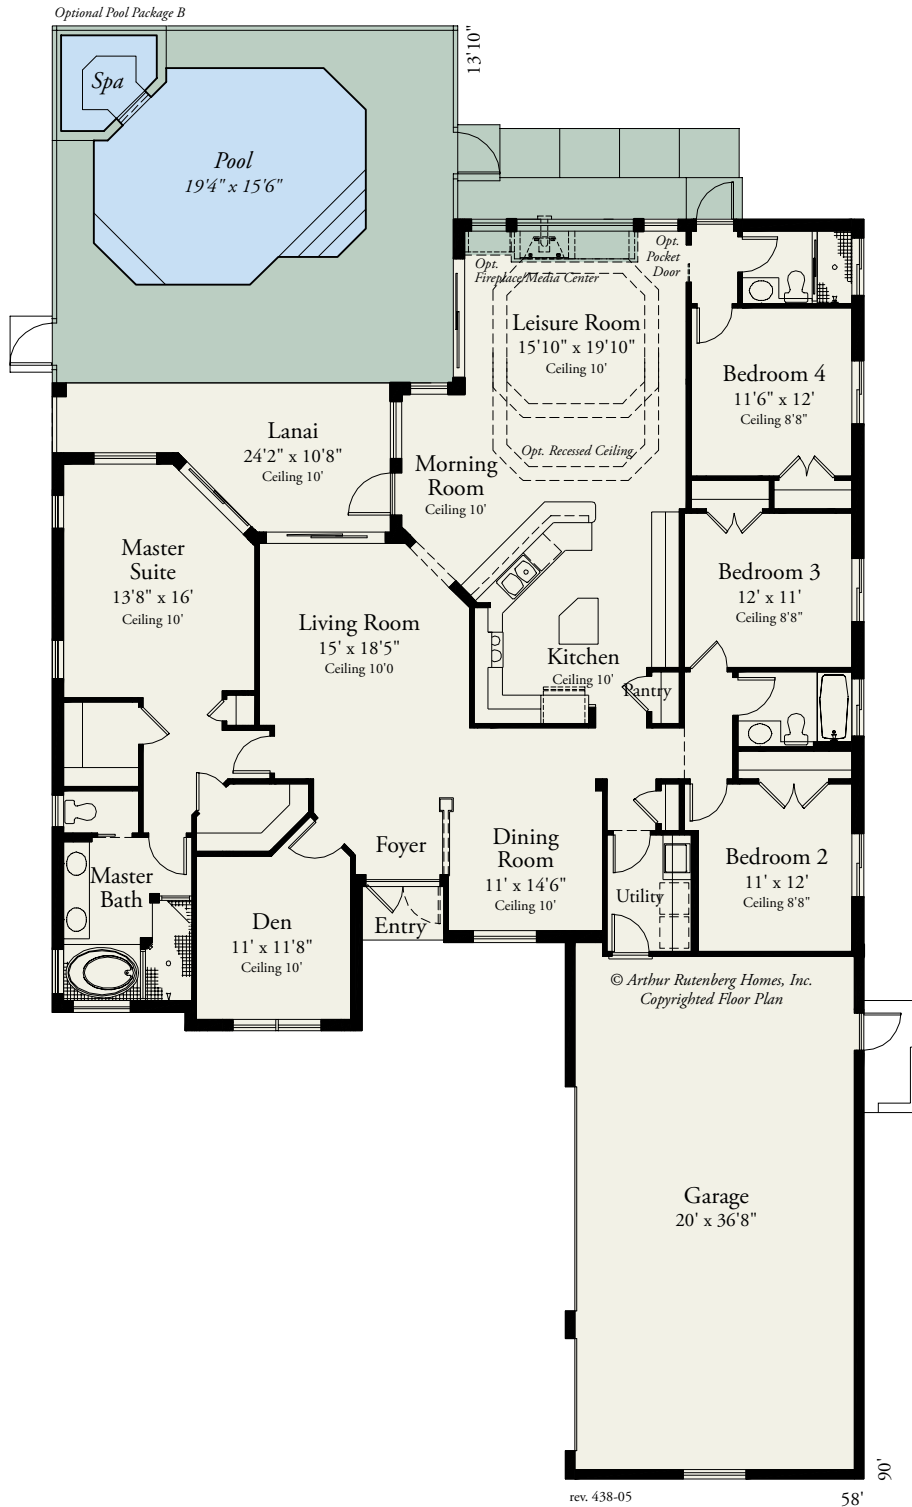 Optional Pool Package B
13'10"
Spa
Pool
19'4" x 15'6"
Opt.
Pocket
Door
Opt.
Fireplace/Media Center
Leisure Room
15'10" x 19'10"
Ceiling 10'
Bedroom 4
11'6" x 12'
Ceiling 8'8"
Lanai
24'2" x 10'8"
Ceiling 10'
Opt. Recessed Ceiling
Morning
Room
Ceiling 10'
Master
Suite
13'8" x 16'
Ceiling 10'
Bedroom 3
12' x 11'
Ceiling 8'8"
Living Room
15' x 18'5"
Ceiling 10'0
Kitchen
Ceiling 10'
Pantry
Foyer
Dining
Room
11' x 14'6"
Ceiling 10'
Bedroom 2
11' x 12'
Ceiling 8'8"
Master
Bath
Utility
Den
11' x 11'8"
Ceiling 10'
Entry
© Arthur Rutenberg Homes, Inc.
Copyrighted Floor Plan
Garage
20' x 36'8"
90'
rev. 438-05
58'